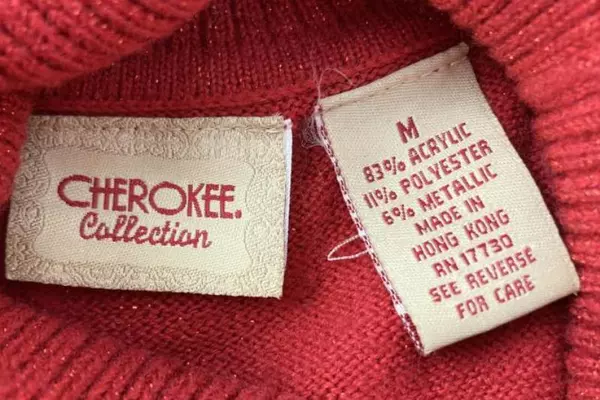 CHEROKEE.
Collection
M
83% ACRYLIC
11% POLYESTER
6% METALLIC
MADE IN
HONG KONG
RN 17730
SEE REVERSE
FOR CARE